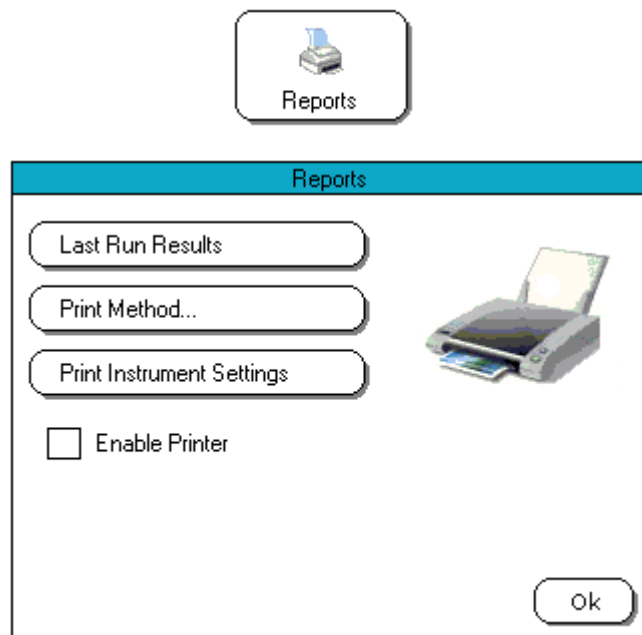 Reports
Reports
Last Run Results
Print Method...
Print Instrument Settings
Enable Printer
Ok